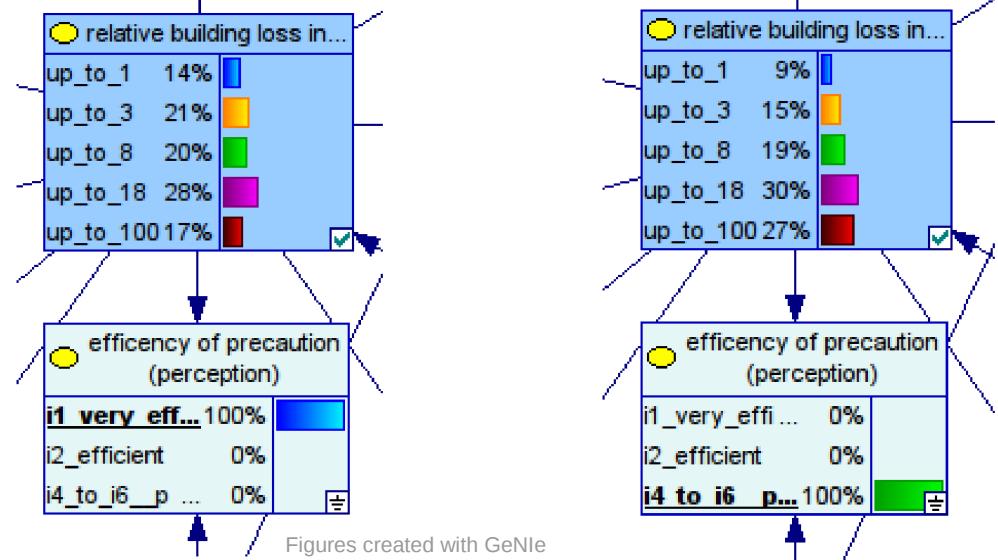 relative building loss in...
up_to_1 14%
up_to_3 21%
up_to_8 20%
up_to_18 28%
up_to_100 17%
efficency of precaution
(perception)
i1_very_eff... 100%
i2_efficient 0%
i4_to_i6__p ... 0%
relative building loss in...
up_to_1 9%
up_to_3 15%
up_to_8 19%
up_to_18 30%
up_to_100 27%
efficency of precaution
(perception)
i1_very_effi ... 0%
i2_efficient 0%
i4_to_i6__p... 100%
Figures created with GeNIe